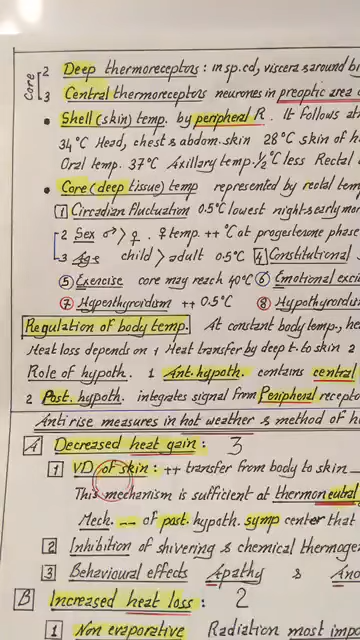 Core
2 Deep thermoreceptors: in sp.cd, viscera & around b
3 Central thermoreceptors neurones in preoptic area
• Shell (skin) temp. by peripheral R. It follows at
34°C Head, chest & abdom. skin 28°C skin of h
Oral temp. 37°C Axillary temp. ½°C less Rectal
• Core (deep tissue) temp represented by rectal tem
1 Circadian fluctuation 0.5°C lowest night & early mor
2 Sex ♂ > ♀. ♀ temp. ++ °C at progesterone phase
3 Age child > adult 0.5°C 4 Constitutional
5 Exercise core may reach 40°C 6 Emotional exci
7 Hyperthyroidism ++ 0.5°C 8 Hypothyroidi
Regulation of body temp. At constant body temp., he
Heat loss depends on 1 Heat transfer by deep t. to skin 2
Role of hypoth. 1 Ant. hypoth. contains central
2 Post. hypoth. integrates signal from Peripheral recepto
Antirise measures in hot weather & method of h
A Decreased heat gain: 3
1 VD of skin: ++ transfer from body to skin
This mechanism is sufficient at thermoneutral
Mech. -- of post. hypoth. symp center that
2 Inhibition of shivering & chemical thermoge
3 Behavioural effects Apathy & Ano
B Increased heat loss: 2
1 Non evaporative Radiation most imp